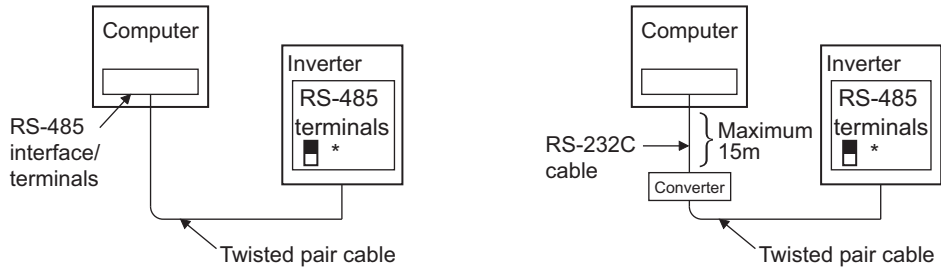 Computer
Inverter
RS-485
terminals
*
RS-485
interface/
terminals
Twisted pair cable
Computer
Inverter
RS-485
terminals
*
RS-232C
cable
Maximum
15m
Converter
Twisted pair cable